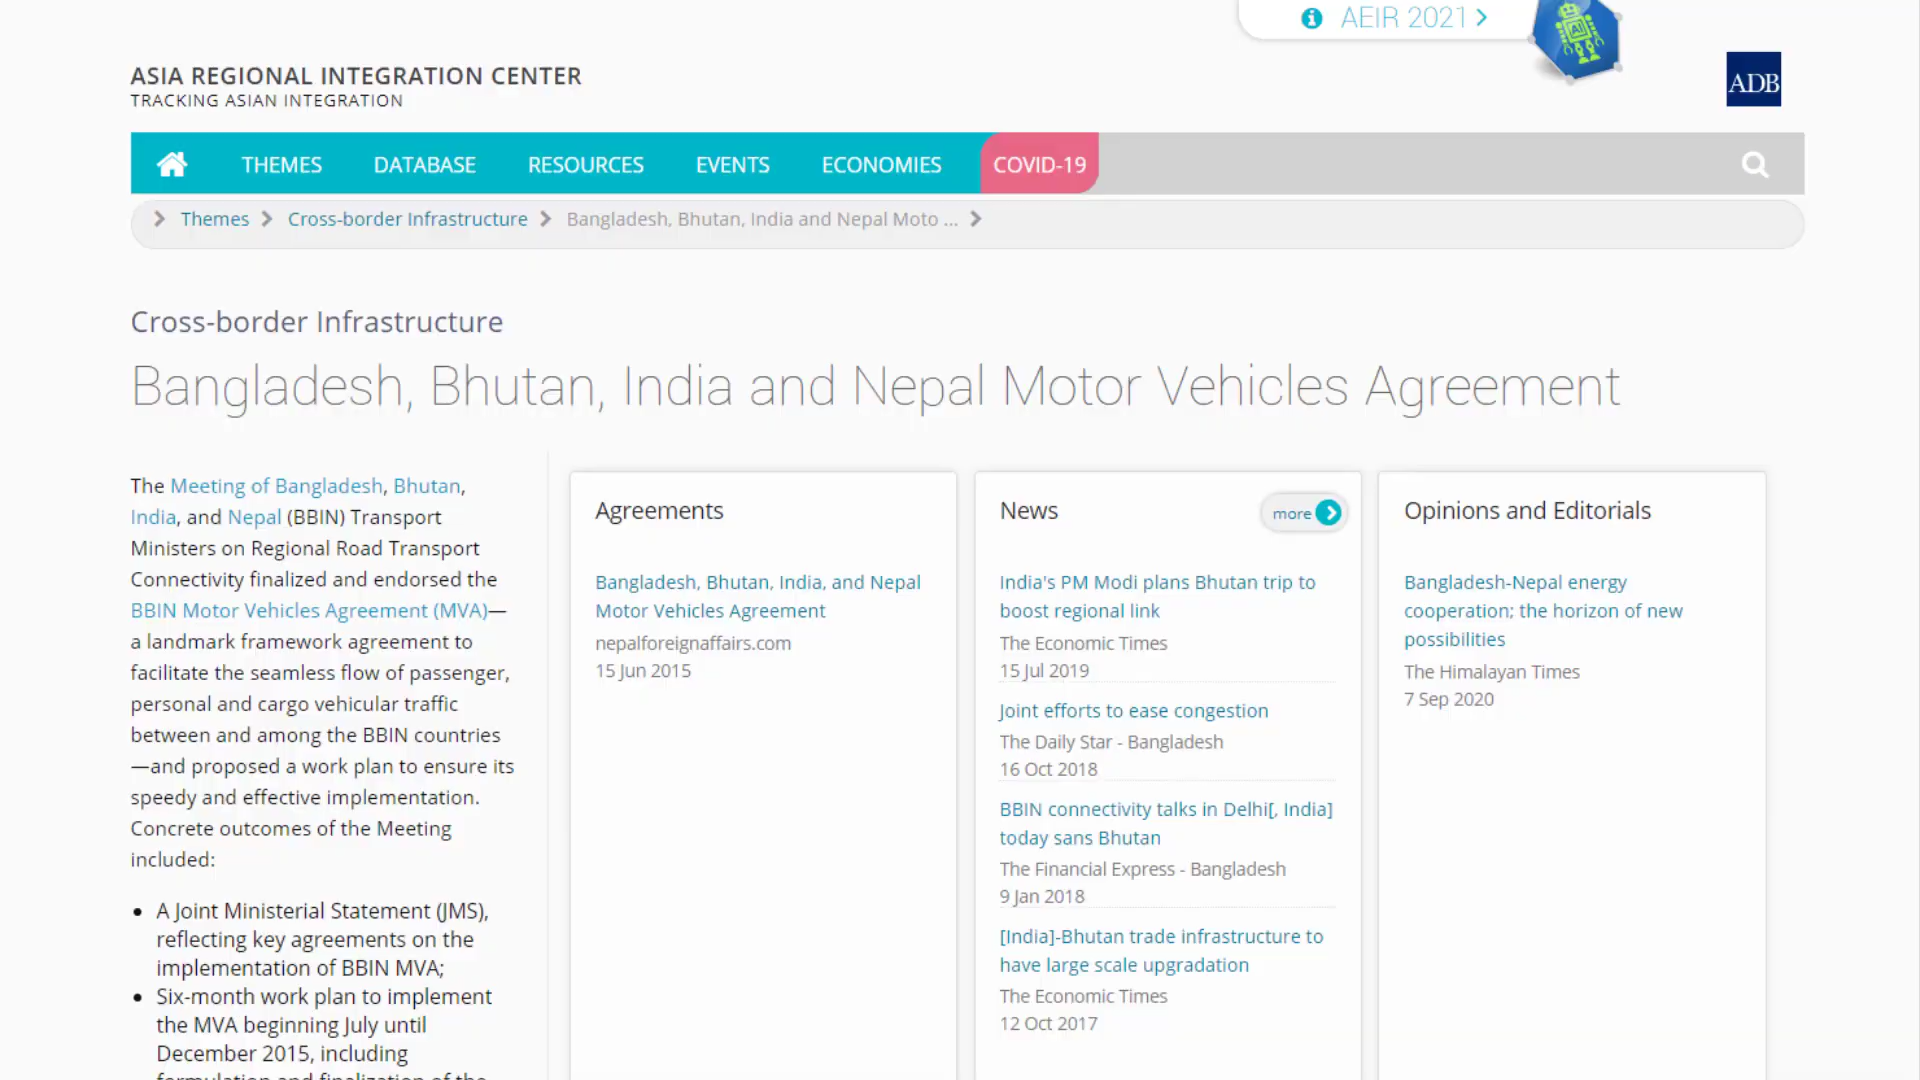 AEIR 2021
ASIA REGIONAL INTEGRATION CENTER
TRACKING ASIAN INTEGRATION
ADB
THEMES DATABASE RESOURCES EVENTS ECONOMIES COVID-19
Themes Cross-border Infrastructure Bangladesh, Bhutan, India and Nepal Moto ...
Cross-border Infrastructure
Bangladesh, Bhutan, India and Nepal Motor Vehicles Agreement
The Meeting of Bangladesh, Bhutan,
India, and Nepal (BBIN) Transport
Ministers on Regional Road Transport
Connectivity finalized and endorsed the
BBIN Motor Vehicles Agreement (MVA)—
a landmark framework agreement to
facilitate the seamless flow of passenger,
personal and cargo vehicular traffic
between and among the BBIN countries
—and proposed a work plan to ensure its
speedy and effective implementation.
Concrete outcomes of the Meeting
included:
• A Joint Ministerial Statement (JMS),
reflecting key agreements on the
implementation of BBIN MVA;
• Six-month work plan to implement
the MVA beginning July until
December 2015, including
formulation and finalization of the
Agreements
Bangladesh, Bhutan, India, and Nepal
Motor Vehicles Agreement
nepalforeignaffairs.com
15 Jun 2015
News
more
India's PM Modi plans Bhutan trip to
boost regional link
The Economic Times
15 Jul 2019
Joint efforts to ease congestion
The Daily Star - Bangladesh
16 Oct 2018
BBIN connectivity talks in Delhi[, India]
today sans Bhutan
The Financial Express - Bangladesh
9 Jan 2018
[India]-Bhutan trade infrastructure to
have large scale upgradation
The Economic Times
12 Oct 2017
Opinions and Editorials
Bangladesh-Nepal energy
cooperation; the horizon of new
possibilities
The Himalayan Times
7 Sep 2020